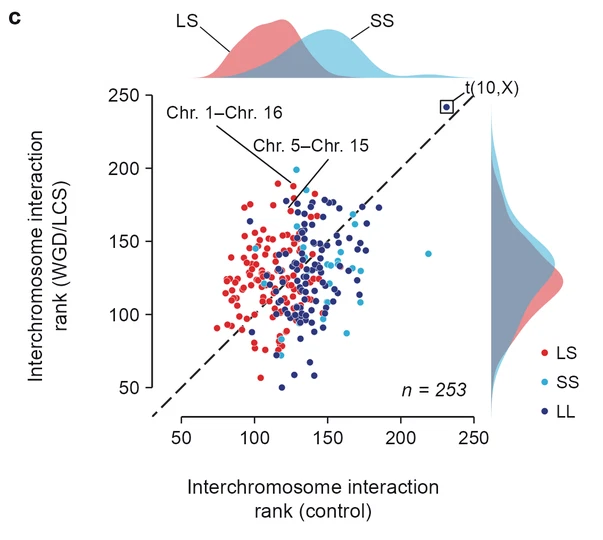 c
LS
SS
t(10,X)
250
Chr. 1–Chr. 16
Chr. 5–Chr. 15
200
150
100
50
Interchromosome interaction
rank (WGD/LCS)
n = 253
LS
SS
LL
50
100
150
200
250
Interchromosome interaction
rank (control)